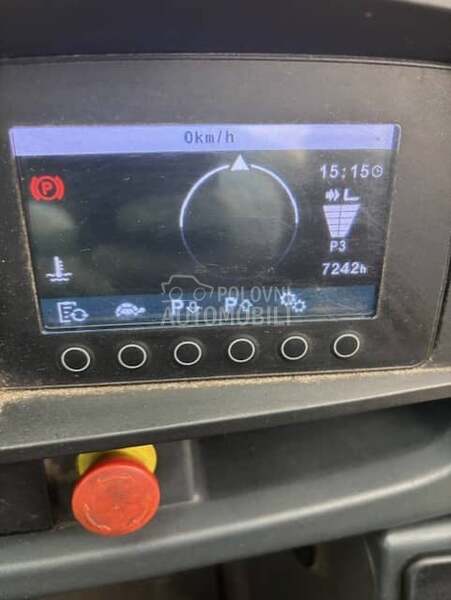 0km/h
15:15
P
P3
7242h
P P
POLOVNI
AUTOMOBILI